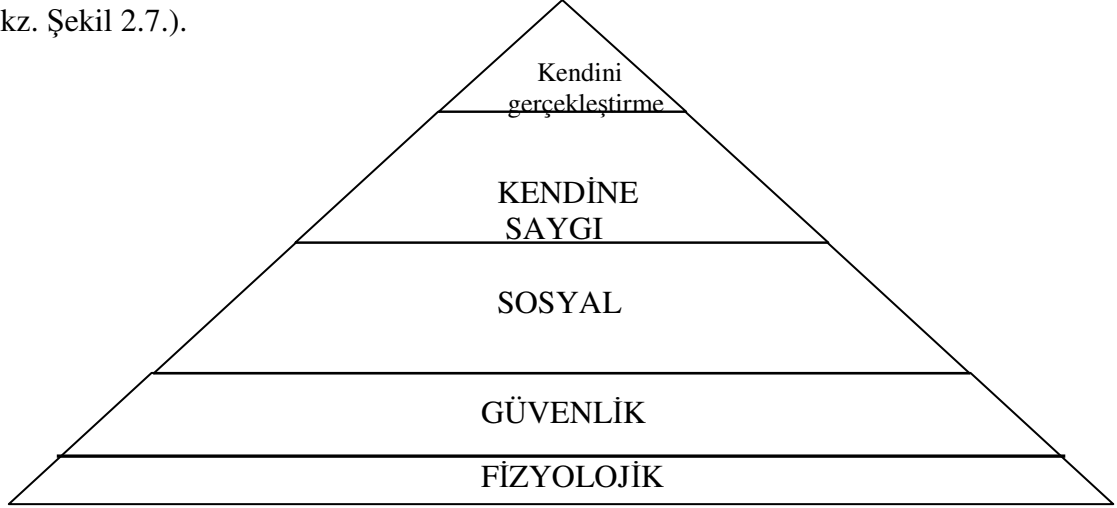 kz. Şekil 2.7.).
Kendini
gerçekleştirme
KENDİNE
SAYGI
SOSYAL
GÜVENLİK
FİZYOLOJİK